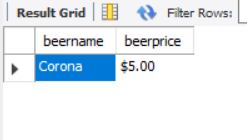 Result Grid Filter Rows:
beername beerprice
Corona $5.00